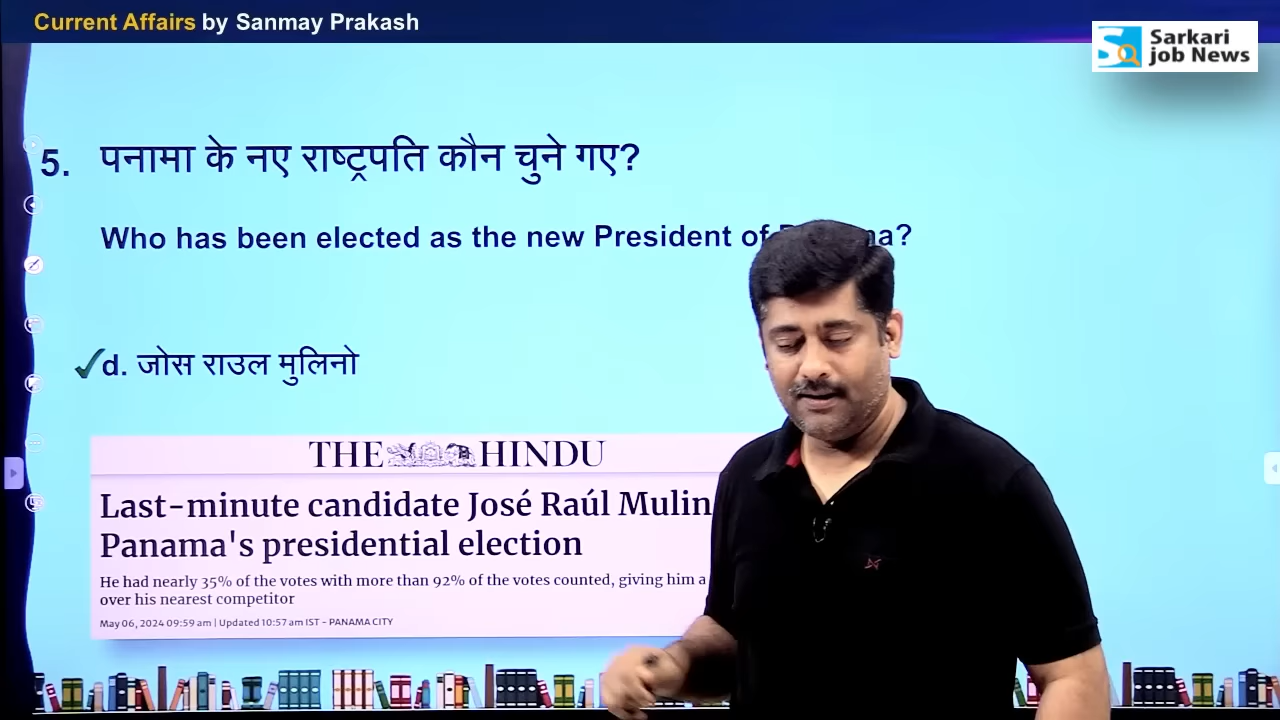 Current Affairs by Sanmay Prakash
Sarkari
Job News
5. पनामा के नए राष्ट्रपति कौन चुने गए?
Who has been elected as the new President of
✓d. जोस राउल मुलिनो
THE HINDU
Last-minute candidate José Raúl Mulin
Panama's presidential election
He had nearly 35% of the votes with more than 92% of the votes counted, giving him a
over his nearest competitor
May 06, 2024 09:59 am | Updated 10:57 am IST - PANAMA CITY